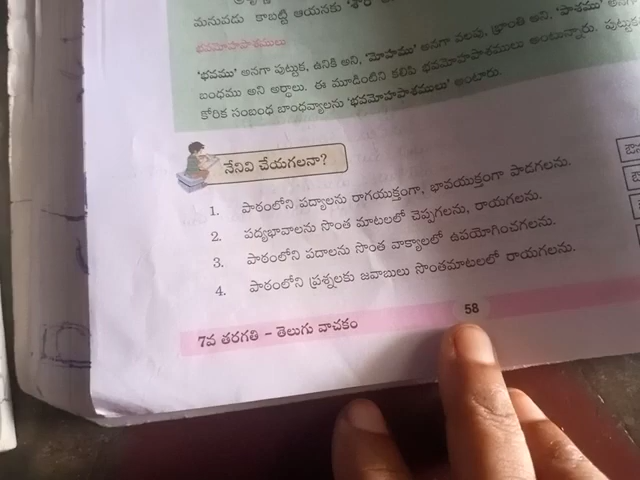 మనువడు కాబట్టి ఆయనకు
భవమోహపాశములు
'భవము' అనగా పుట్టుక, ఉనికి అని, 'మోహము' అనగా వలపు, భ్రాంతి అని, 'పాశము' అనగా
బంధము అని అర్థాలు. ఈ మూడింటిని కలిపి భవమోహపాశములు అంటున్నారు. పుట్టుక
కోరిక సంబంధ బాంధవ్యాలను 'భవమోహపాశములు' అంటారు.
నేనివి చేయగలనా?
1. పాఠంలోని పద్యాలను రాగయుక్తంగా, భావయుక్తంగా పాడగలను.
2. పద్యభావాలను సొంత మాటలలో చెప్పగలను, రాయగలను.
3. పాఠంలోని పదాలను సొంత వాక్యాలలో ఉపయోగించగలను.
4. పాఠంలోని ప్రశ్నలకు జవాబులు సొంతమాటలలో రాయగలను.
58
7వ తరగతి - తెలుగు వాచకం